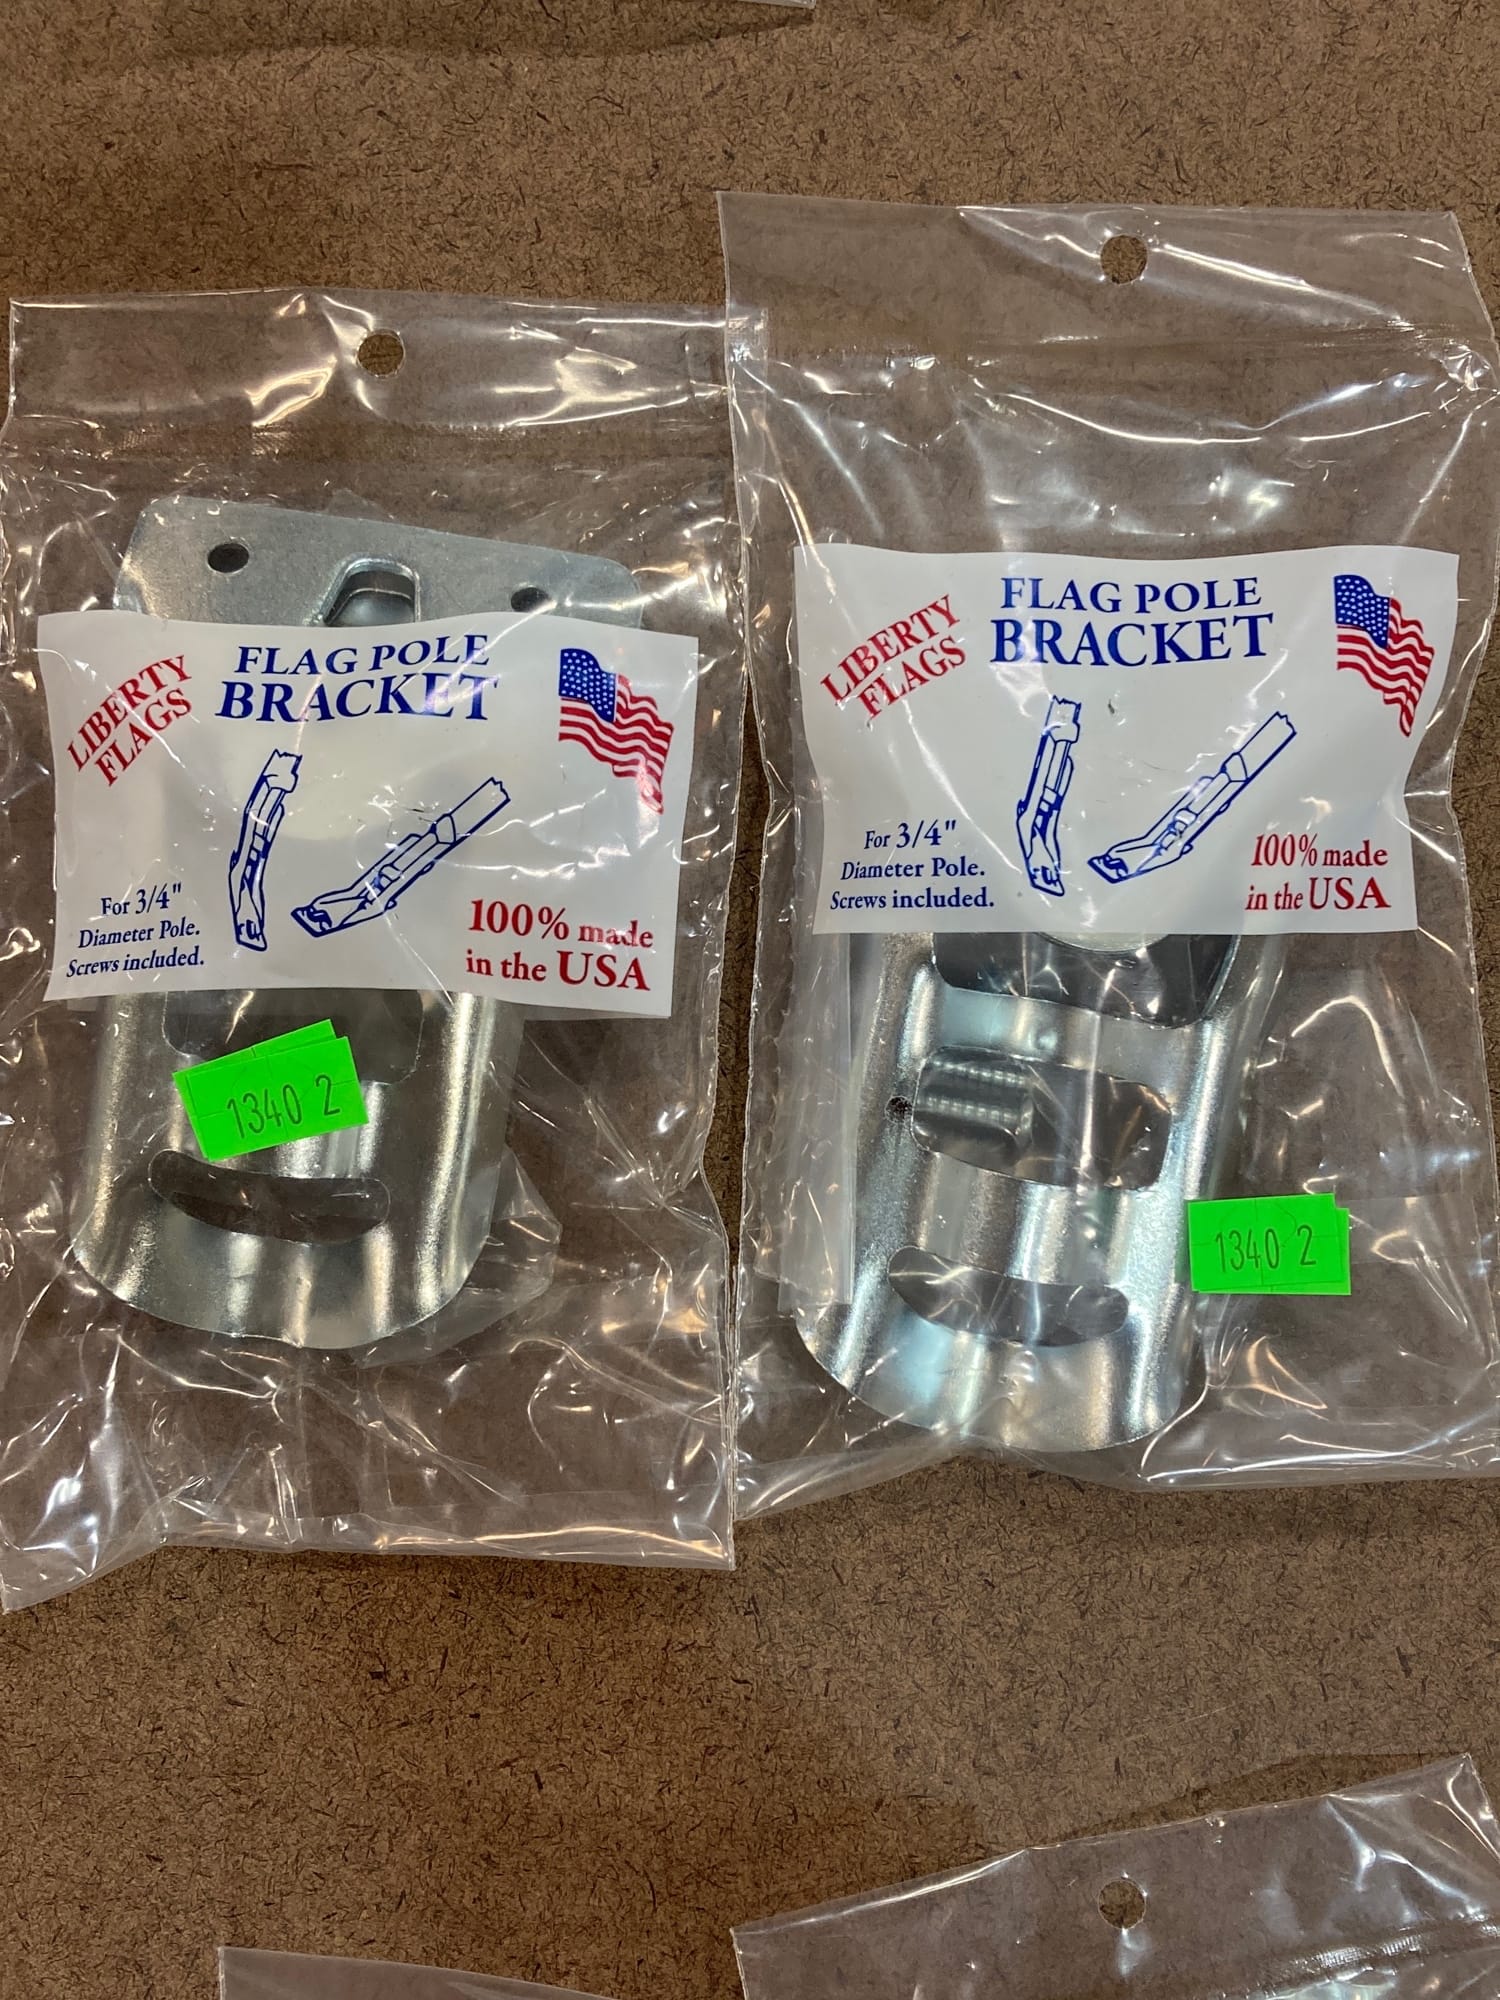 LIBERTY
FLAGS
FLAG POLE
BRACKET
For 3/4"
Diameter Pole.
Screws included.
100% made
in the USA
1340 2
LIBERTY
FLAGS
FLAG POLE
BRACKET
For 3/4"
Diameter Pole.
Screws included.
100% made
in the USA
1340 2